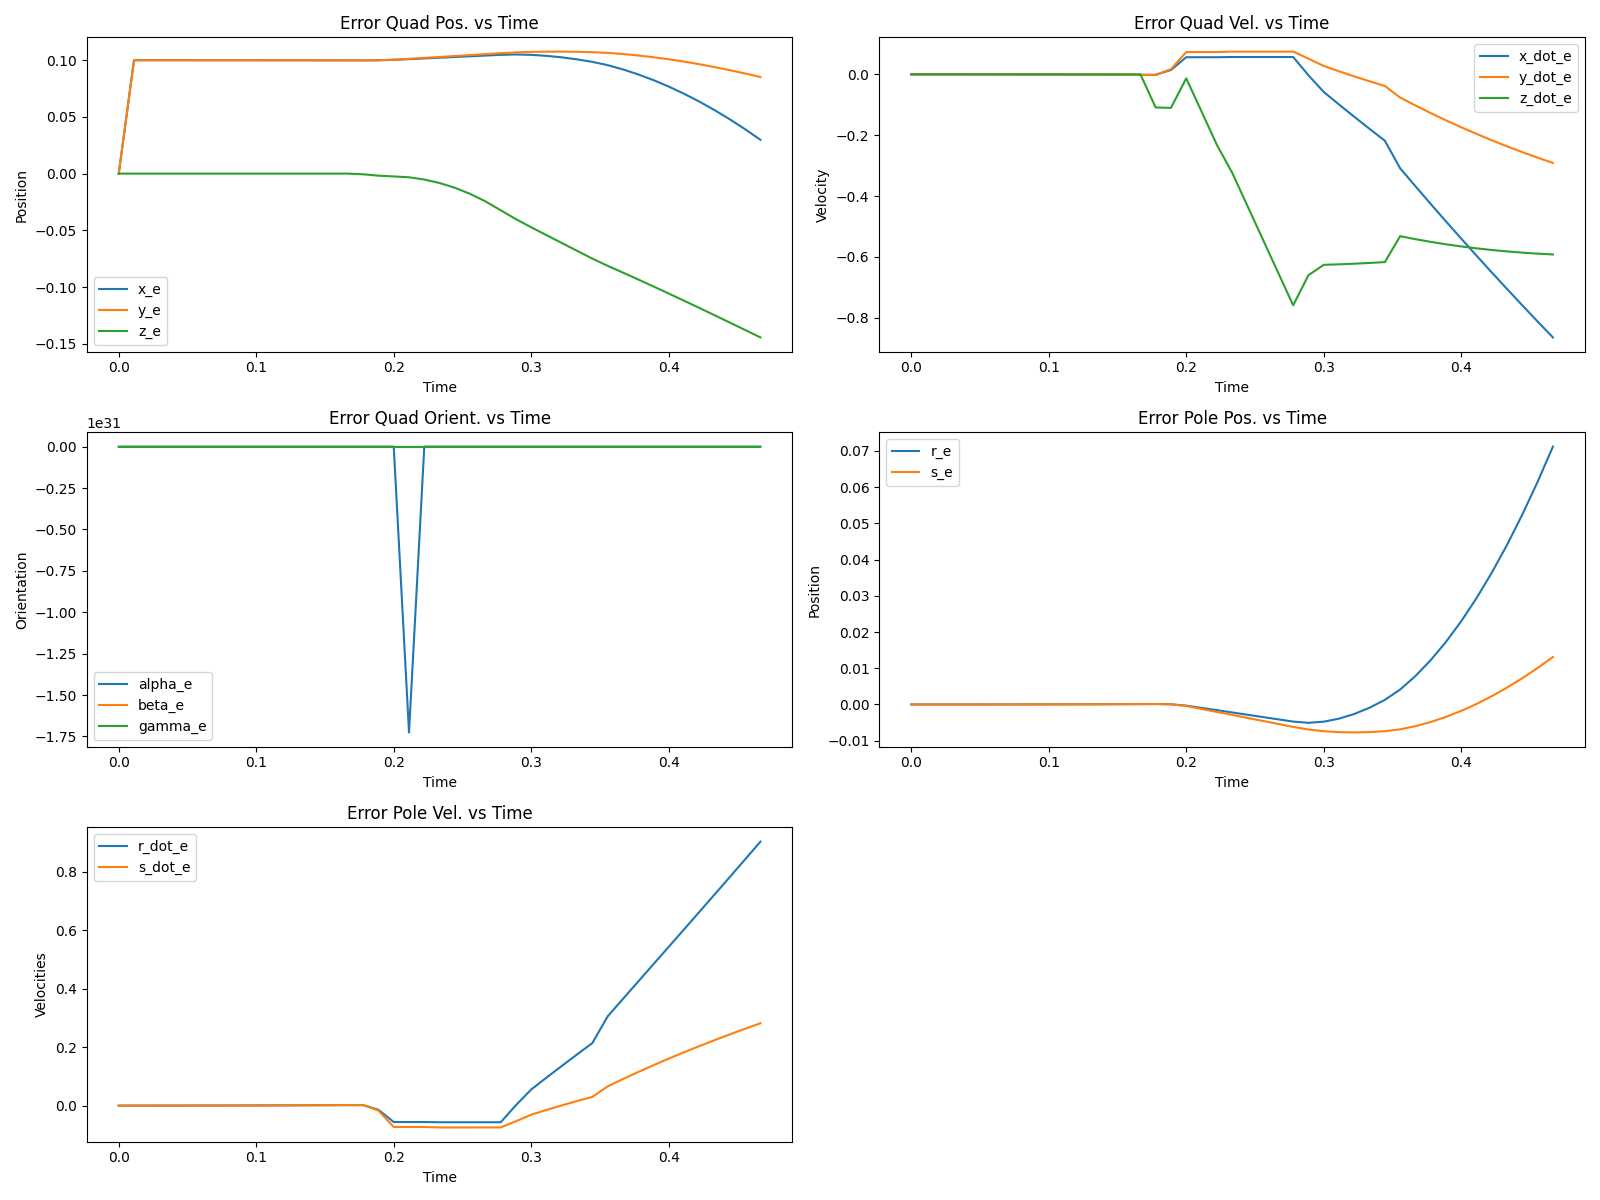 Error Quad Pos. vs Time
Position
0.10
0.05
0.00
−0.05
−0.10
−0.15
x_e
y_e
z_e
0.0 0.1 0.2 0.3 0.4
Time
Error Quad Vel. vs Time
Velocity
0.0
−0.2
−0.4
−0.6
−0.8
x_dot_e
y_dot_e
z_dot_e
0.0 0.1 0.2 0.3 0.4
Time
Error Quad Orient. vs Time
1e31
Orientation
0.00
−0.25
−0.50
−0.75
−1.00
−1.25
−1.50
−1.75
alpha_e
beta_e
gamma_e
0.0 0.1 0.2 0.3 0.4
Time
Error Pole Pos. vs Time
Position
0.07
0.06
0.05
0.04
0.03
0.02
0.01
0.00
−0.01
r_e
s_e
0.0 0.1 0.2 0.3 0.4
Time
Error Pole Vel. vs Time
Velocities
0.8
0.6
0.4
0.2
0.0
r_dot_e
s_dot_e
0.0 0.1 0.2 0.3 0.4
Time